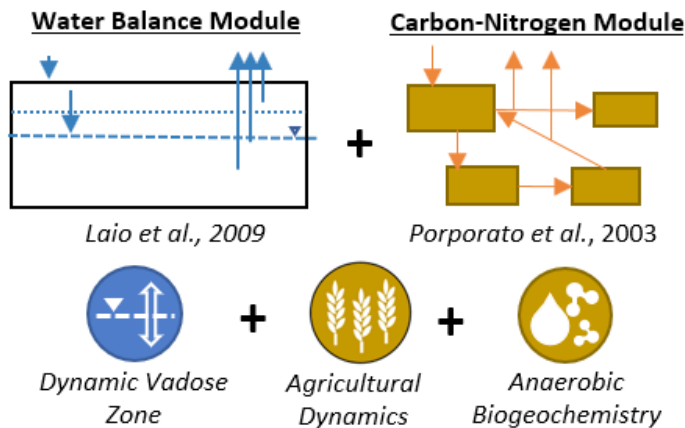 Water Balance Module
Carbon-Nitrogen Module
+
Laio et al., 2009
Porporato et al., 2003
+
+
Dynamic Vadose
Zone
Agricultural
Dynamics
Anaerobic
Biogeochemistry